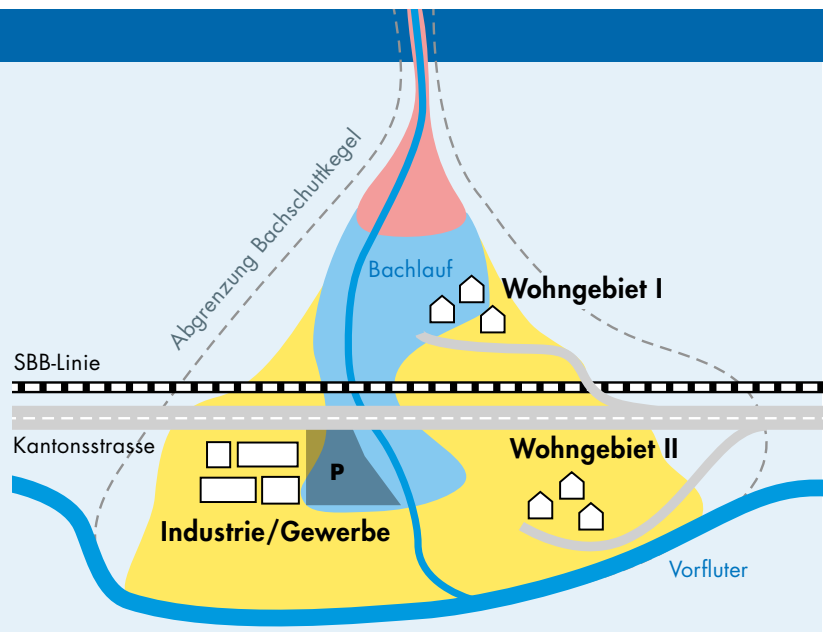 Abgrenzung Bachschuttkegel
Bachlauf
Wohngebiet I
SBB-Linie
Kantonsstrasse
Wohngebiet II
P
Industrie/Gewerbe
Vorfluter